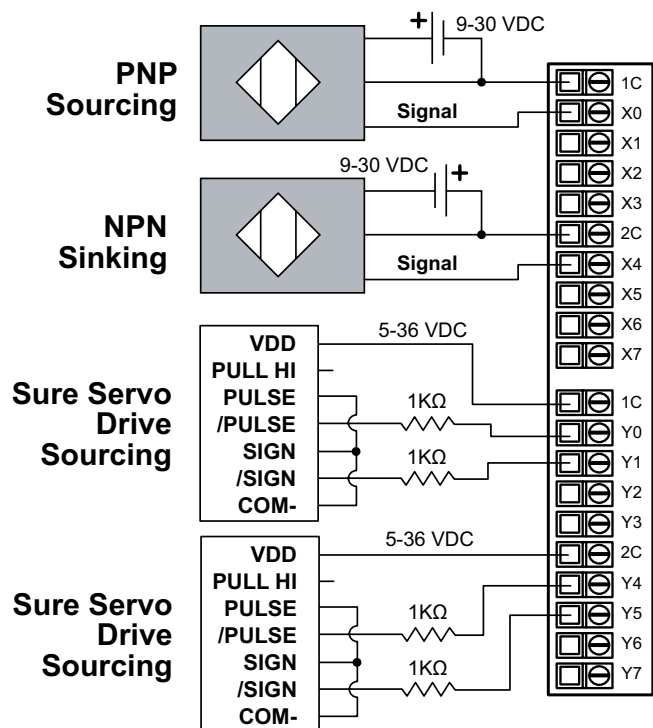 PNP
Sourcing
+ 9-30 VDC
Signal
NPN
Sinking
9-30 VDC +
Signal
Sure Servo
Drive
Sourcing
VDD
PULL HI
PULSE
/PULSE
SIGN
/SIGN
COM-
5-36 VDC
1KΩ
1KΩ
Sure Servo
Drive
Sourcing
VDD
PULL HI
PULSE
/PULSE
SIGN
/SIGN
COM-
5-36 VDC
1KΩ
1KΩ
1C
X0
X1
X2
X3
2C
X4
X5
X6
X7
1C
Y0
Y1
Y2
Y3
2C
Y4
Y5
Y6
Y7